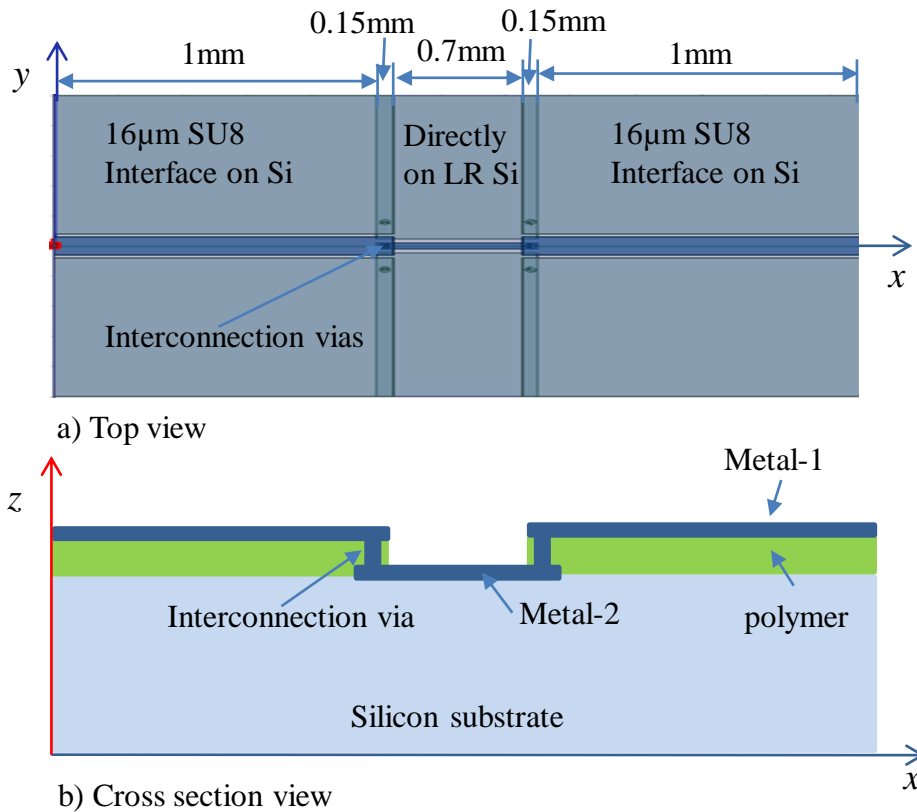 0.15mm
0.15mm
1mm
0.7mm
1mm
y
16µm SU8
Interface on Si
Directly
on LR Si
16µm SU8
Interface on Si
x
Interconnection vias
a) Top view
Metal-1
z
Interconnection via
Metal-2
polymer
Silicon substrate
x
b) Cross section view